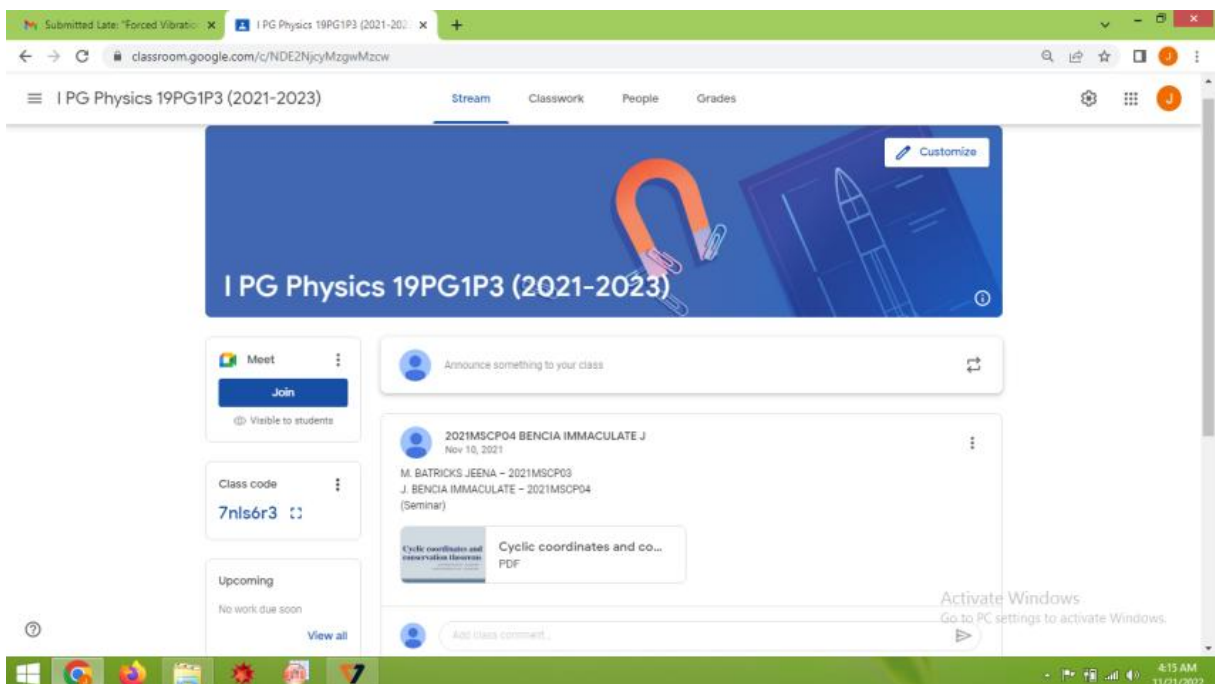 Submitted Late: "Forced Vibratio
I PG Physics 19PG1P3 (2021-202
classroom.google.com/c/NDE2NjcyMzgwMzcw
J
I PG Physics 19PG1P3 (2021-2023)
Stream
Classwork
People
Grades
J
Customize
I PG Physics 19PG1P3 (2021-2023)
Meet
Join
Visible to students
Announce something to your class
2021MSCP04 BENCIA IMMACULATE J
Nov 10, 2021
M. BATRICKS JEENA – 2021MSCP03
J. BENCIA IMMACULATE – 2021MSCP04
(Seminar)
Class code
7nls6r3
Cyclic coordinates and
conservation theorems
Cyclic coordinates and co...
PDF
Upcoming
No work due soon
View all
Add class comment...
Activate Windows
Go to PC settings to activate Windows.
4:15 AM
11/21/2022